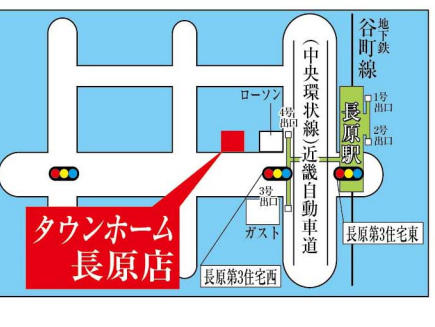 地下鉄
谷町線
(中央環状線)近畿自動車道
ローソン
4号
出口
1号
出口
2号
出口
長原駅
3号
出口
ガスト
タウンホーム
長原店
長原第3住宅西
長原第3住宅東